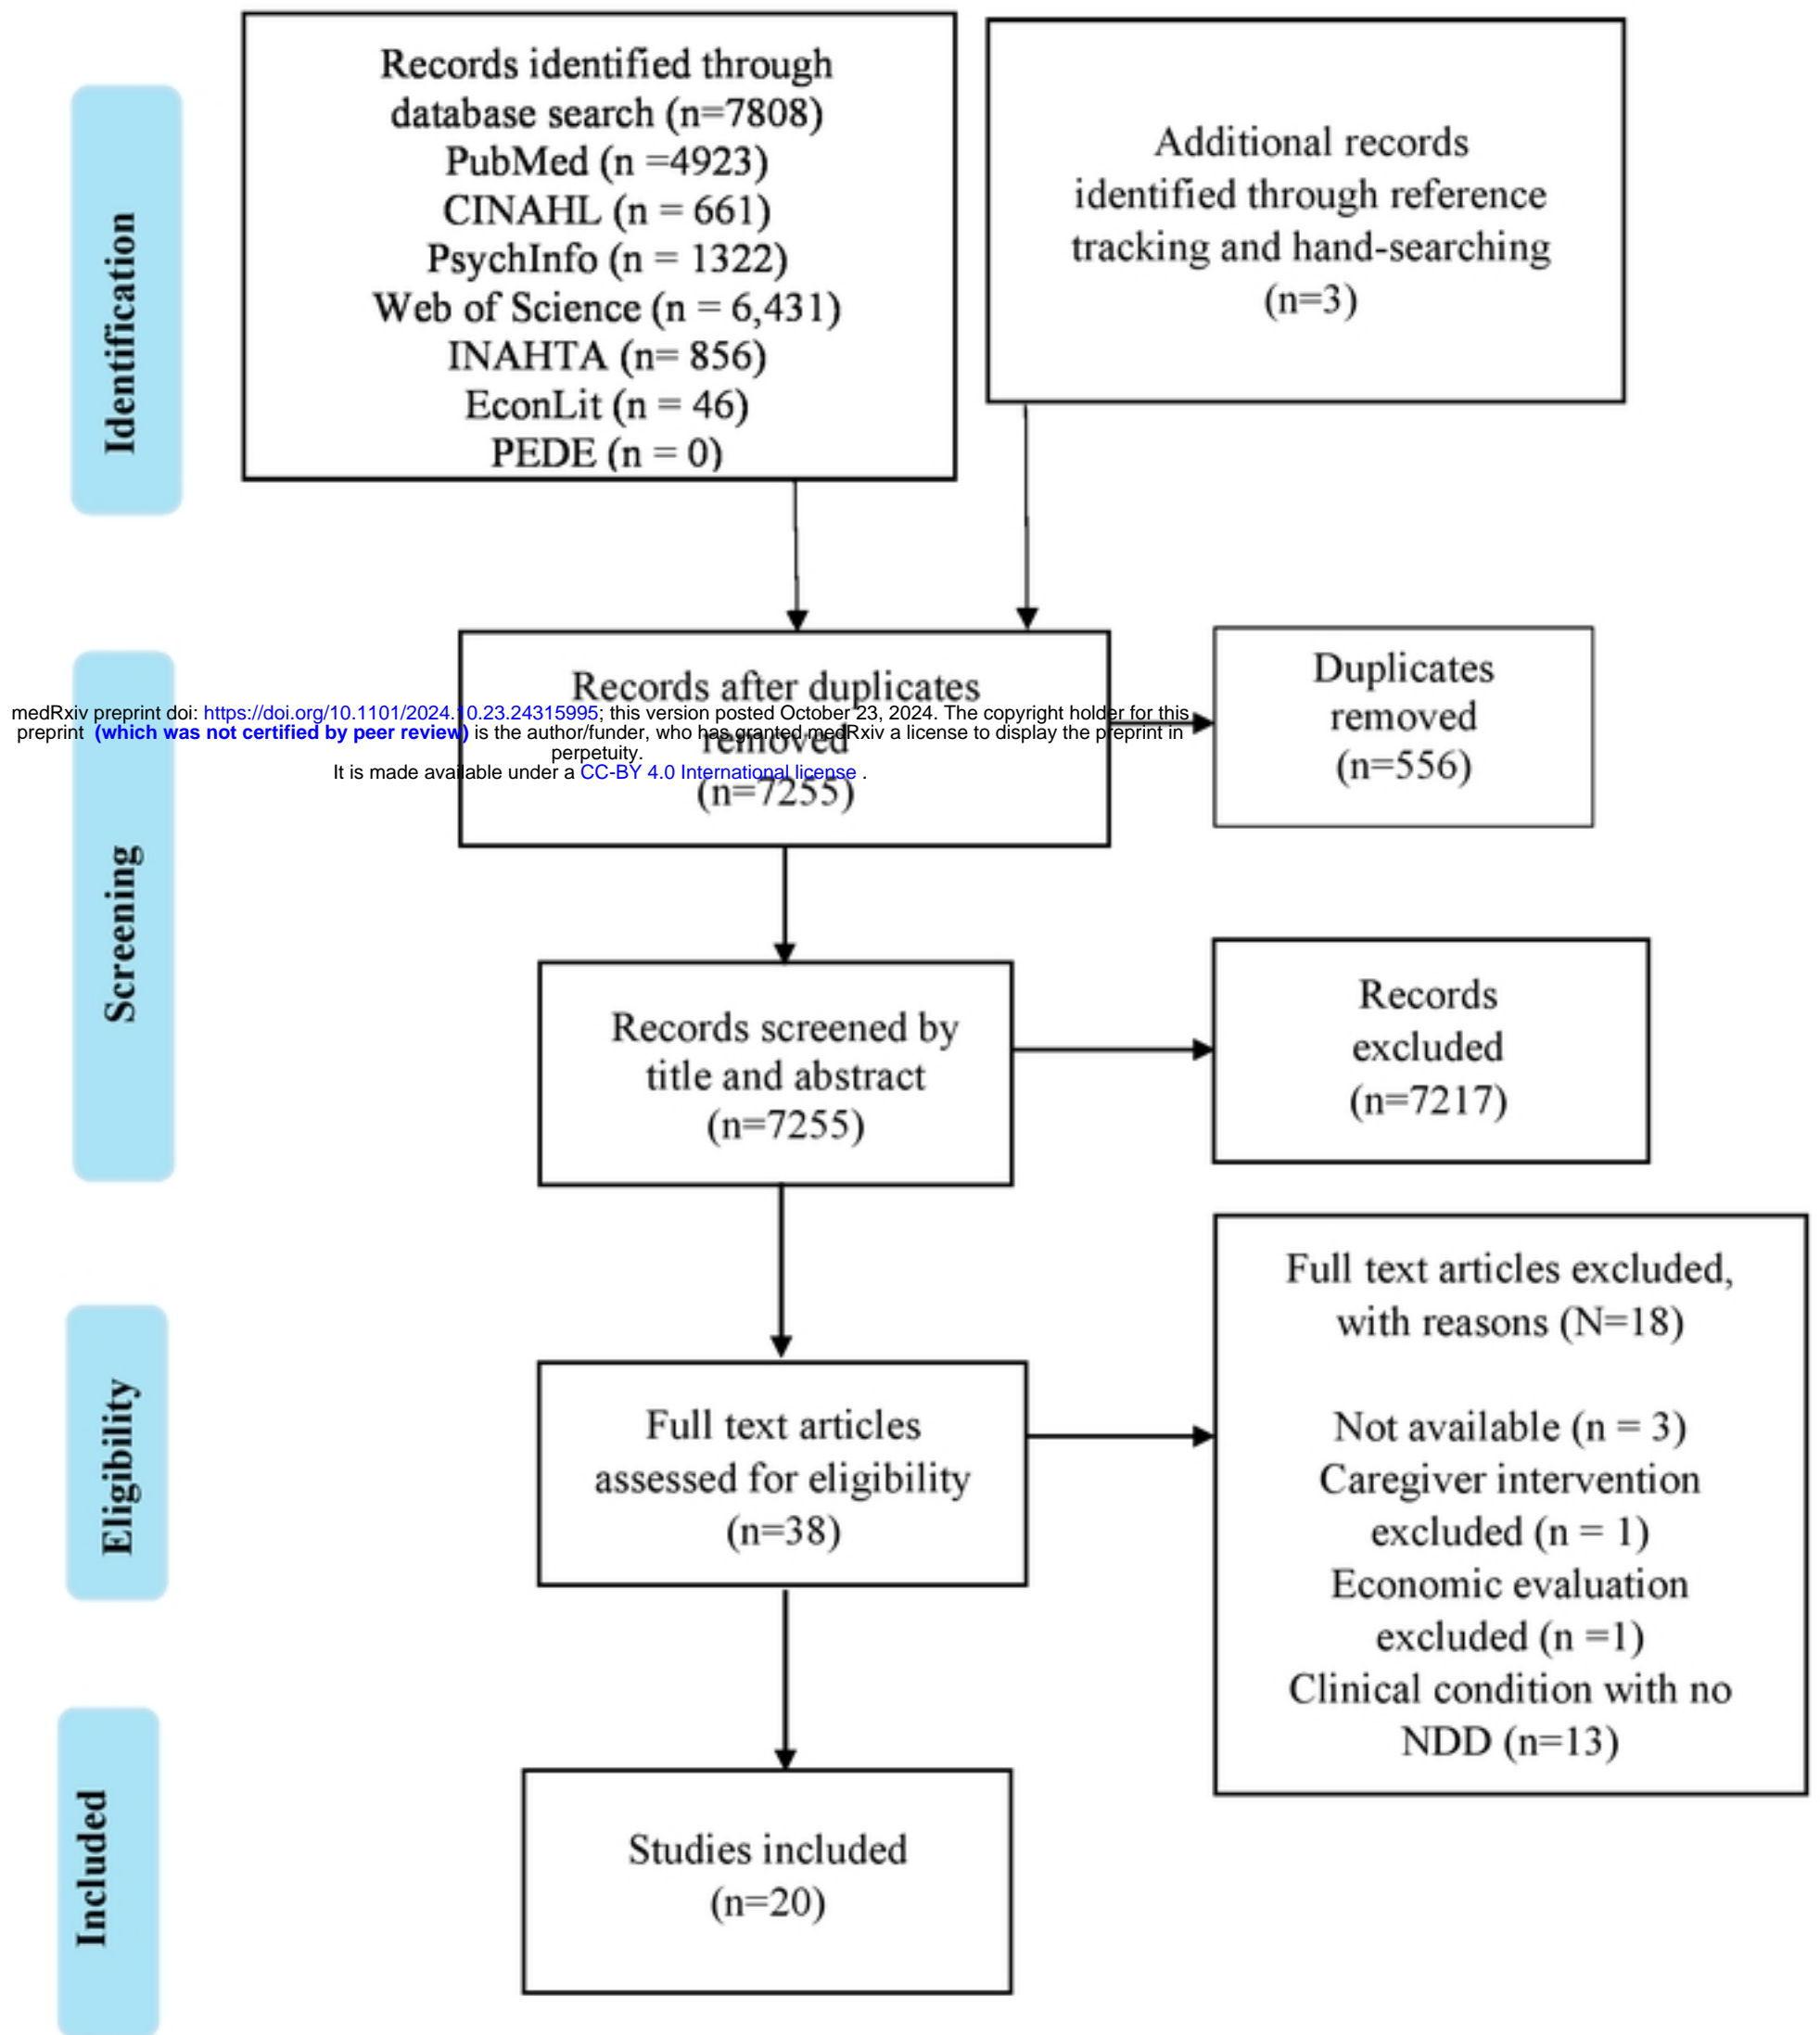 Identification
Records identified through
database search (n=7808)
PubMed (n =4923)
CINAHL (n = 661)
PsychInfo (n = 1322)
Web of Science (n = 6,431)
INAHTA (n= 856)
EconLit (n = 46)
PEDE (n = 0)
Additional records
identified through reference
tracking and hand-searching
(n=3)
Screening
Records after duplicates
removed
(n=7255)
Duplicates
removed
(n=556)
medRxiv preprint doi: https://doi.org/10.1101/2024.10.23.24315995; this version posted October 23, 2024. The copyright holder for this
preprint (which was not certified by peer review) is the author/funder, who has granted medRxiv a license to display the preprint in
perpetuity.
It is made available under a CC-BY 4.0 International license .
Records screened by
title and abstract
(n=7255)
Records
excluded
(n=7217)
Eligibility
Full text articles
assessed for eligibility
(n=38)
Full text articles excluded,
with reasons (N=18)
Not available (n = 3)
Caregiver intervention
excluded (n = 1)
Economic evaluation
excluded (n =1)
Clinical condition with no
NDD (n=13)
Included
Studies included
(n=20)